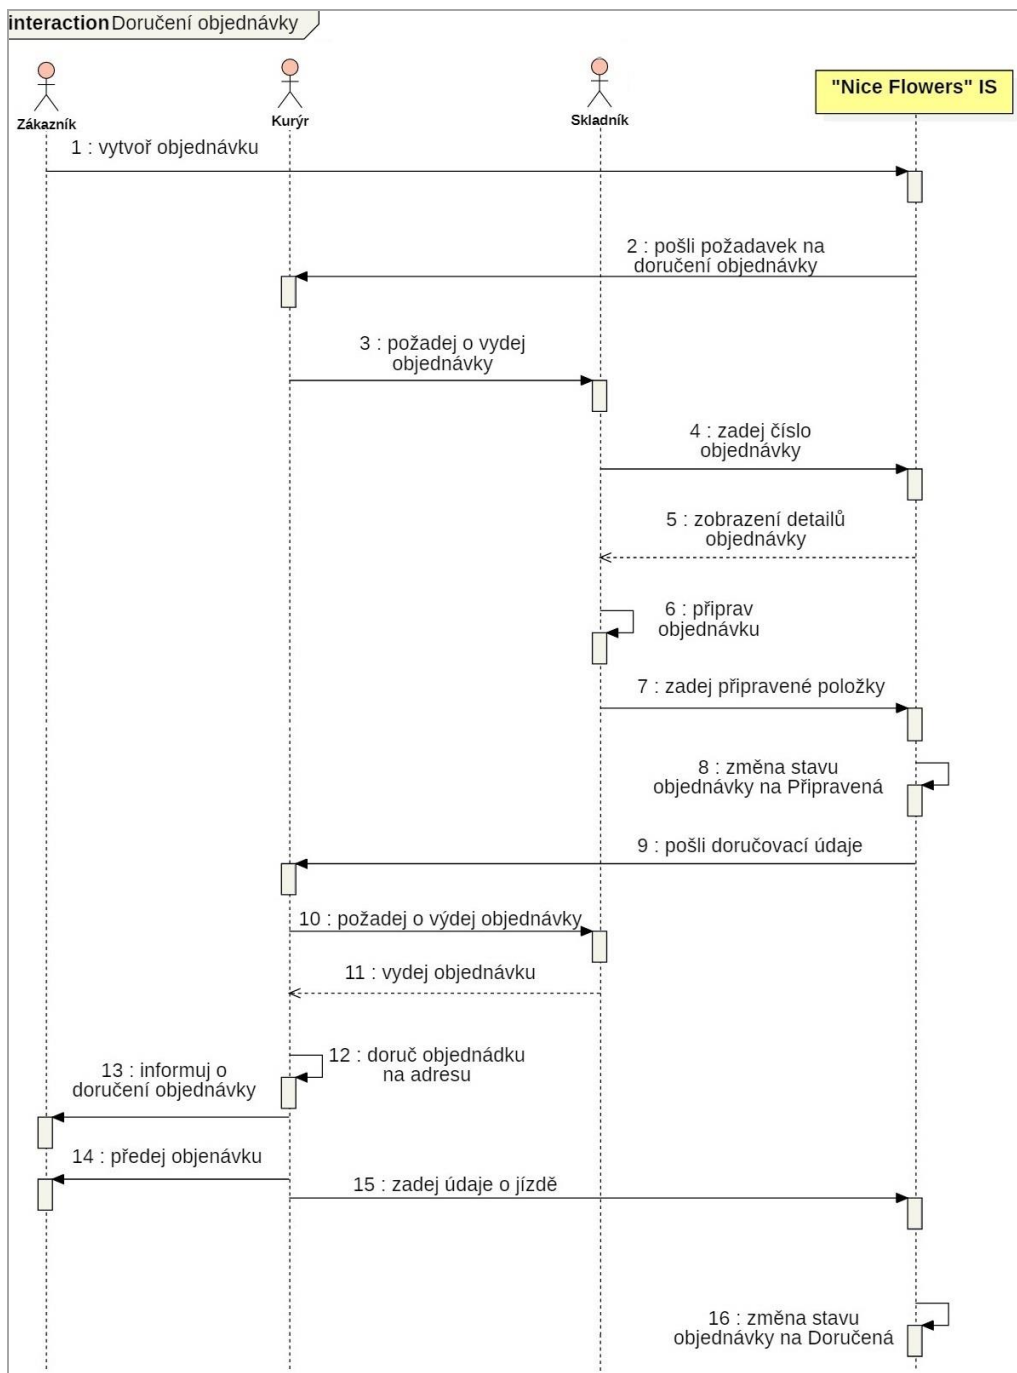 interaction Doručení objednávky
Zákazník
Kurýr
Skladník
"Nice Flowers" IS
1 : vytvoř objednávku
2 : pošli požadavek na
doručení objednávky
3 : požadej o vydej
objednávky
4 : zadej číslo
objednávky
5 : zobrazení detailů
objednávky
6 : připrav
objednávku
7 : zadej připravené položky
8 : změna stavu
objednávky na Připravená
9 : pošli doručovací údaje
10 : požadej o výdej objednávky
11 : vydej objednávku
12 : doruč objednádku
na adresu
13 : informuj o
doručení objednávky
14 : předej objenávku
15 : zadej údaje o jízdě
16 : změna stavu
objednávky na Doručená